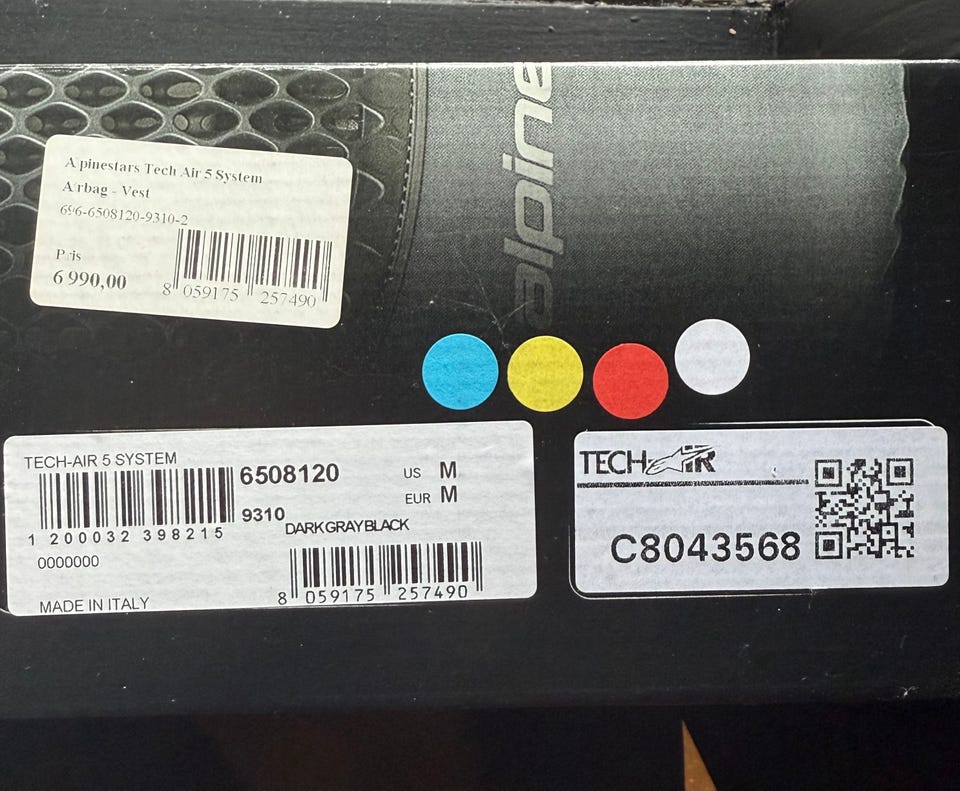 alpine
Alpinestars Tech Air 5 System
Airbag - Vest
696-6508120-9310-2
Pris
6 990,00
8 059175 257490
TECH-AIR 5 SYSTEM
6508120
US M
EUR M
9310
DARKGRAYBLACK
1 200032 398215
0000000
8 059175 257490
MADE IN ITALY
TECH-AIR
C8043568